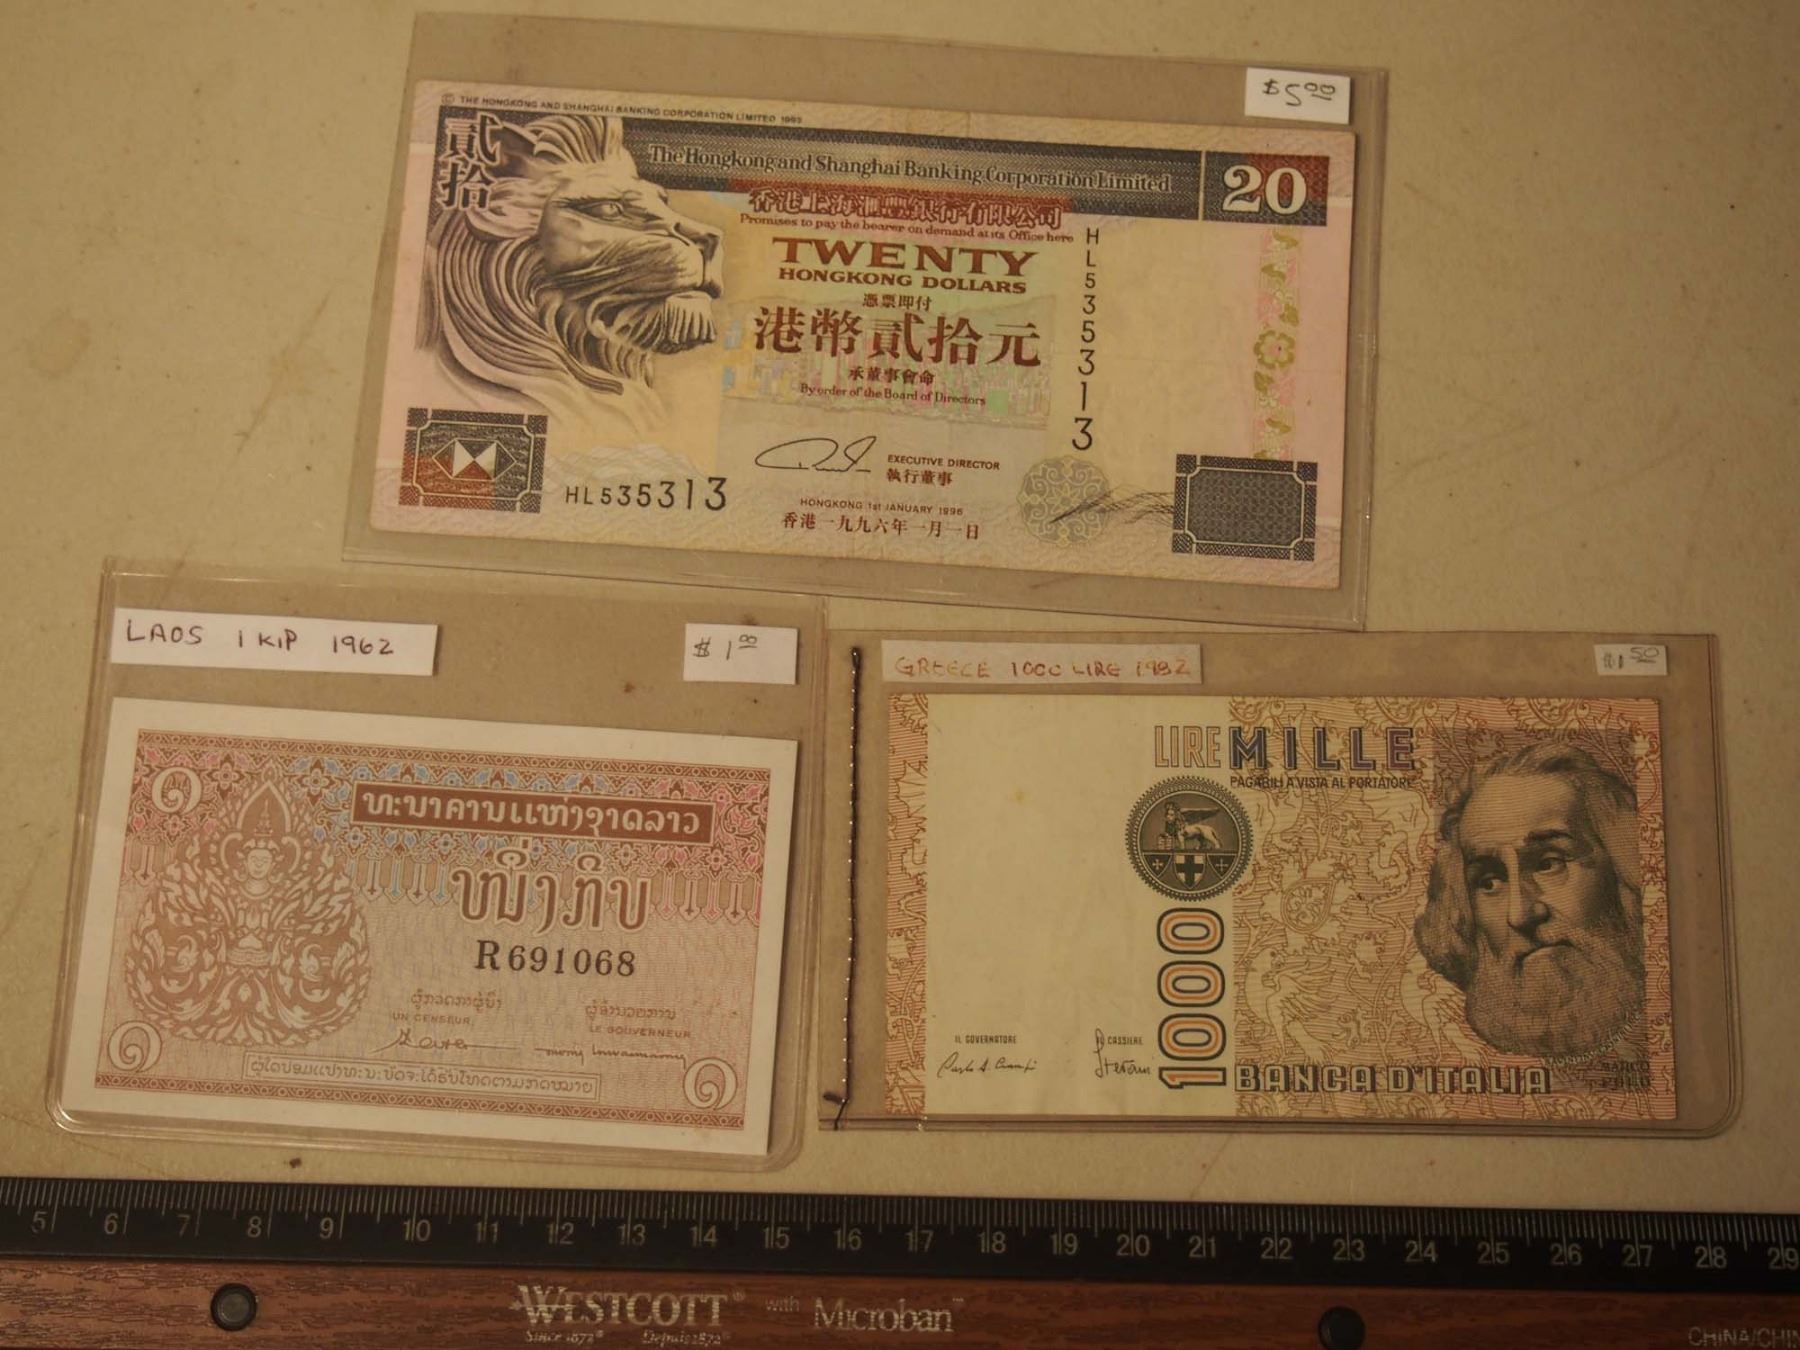 $5.00
© THE HONGKONG AND SHANGHAI BANKING CORPORATION LIMITED 1993
貳拾
The Hongkong and Shanghai Banking Corporation Limited
20
香港上海滙豐銀行有限公司
Promises to pay the bearer on demand at its Office here
TWENTY
HONGKONG DOLLARS
憑票即付
港幣貳拾元
承董事會命
By order of the Board of Directors
HL535313
EXECUTIVE DIRECTOR
執行董事
HL535313
HONGKONG 1st JANUARY 1996
香港一九九六年一月一日
LAOS 1 KIP 1962
$1.00
໑
ທະນາຄານແຫ່ງຊາດລາວ
ໜຶ່ງກີບ
R691068
UN CENSEUR
LE GOUVERNEUR
໑
໑
GREECE 1000 LIRE 1982
$1.50
LIRE MILLE
PAGABILI A VISTA AL PORTATORE
1000
IL GOVERNATORE
IL CASSIERE
BANCA D'ITALIA
MARCO
POLO
5 6 7 8 9 10 11 12 13 14 15 16 17 18 19 20 21 22 23 24 25 26 27 28 29
WESTCOTT® with Microban™
Since 1872® Depuis 1872
CHINA/CHIN